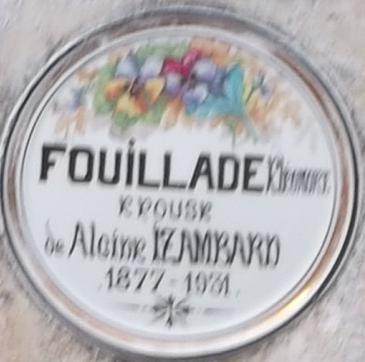 FOUiLLADE
EPOUSE
de Alcine IZAMBARD
1877-1931.